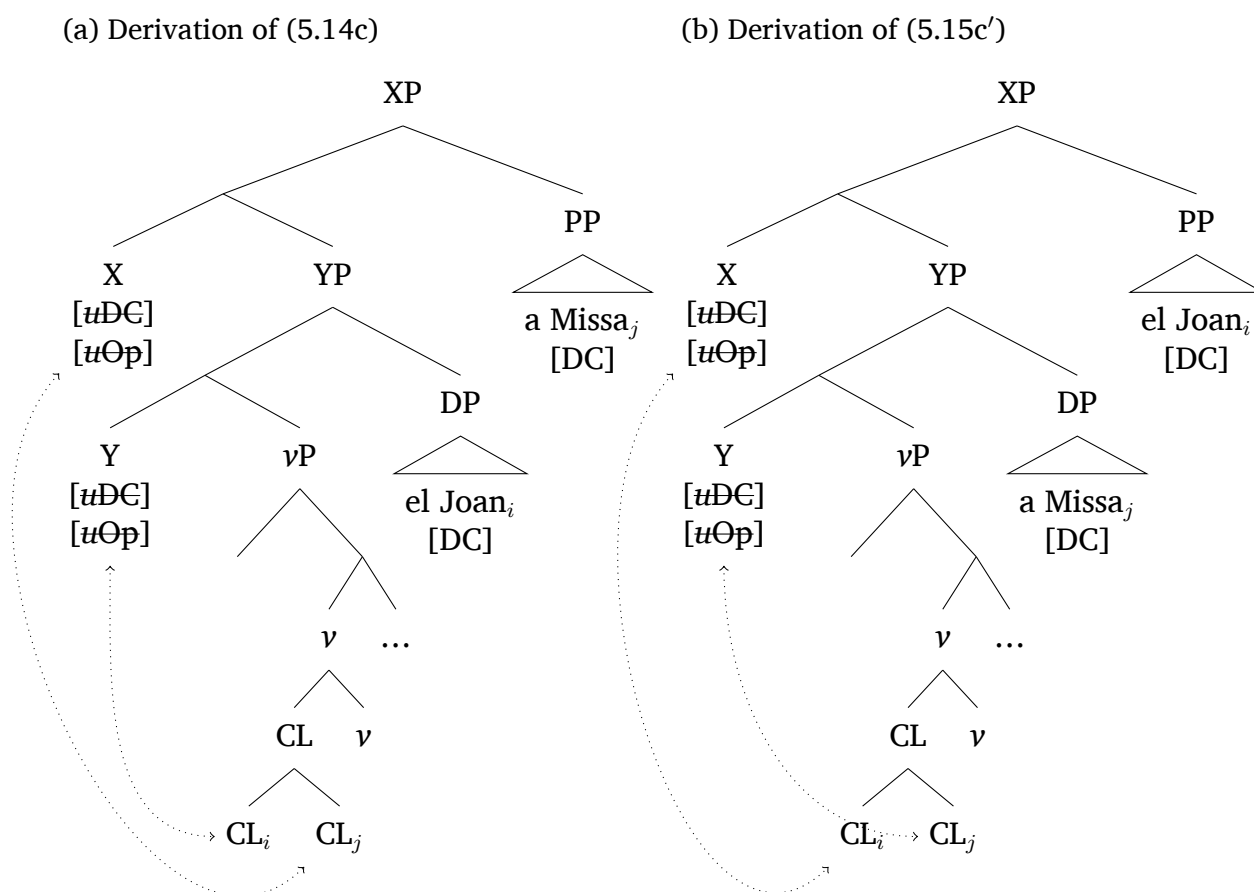 (a) Derivation of (5.14c)
(b) Derivation of (5.15c′)
XP
XP
PP
PP
X
YP
X
YP
[uDC]
a Missaj
[uDC]
el Joani
[uOp]
[DC]
[uOp]
[DC]
DP
DP
Y
vP
Y
vP
[uDC]
el Joani
[uDC]
a Missaj
[uOp]
[DC]
[uOp]
[DC]
v
…
v
…
CL
v
CL
v
CLi
CLj
CLi
CLj